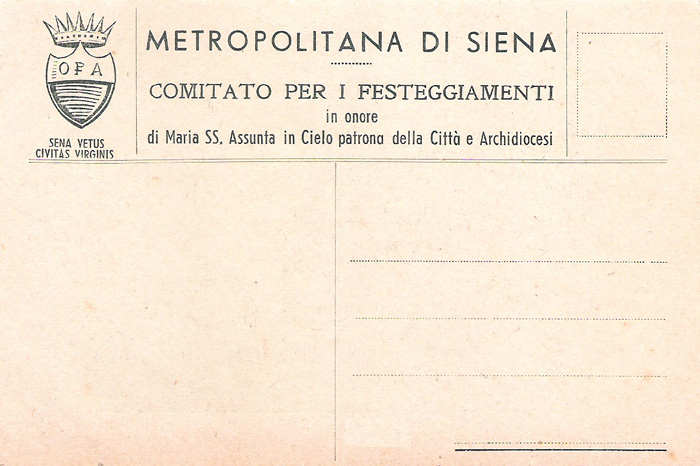 OPA
SENA VETUS
CIVITAS VIRGINIS
METROPOLITANA DI SIENA
COMITATO PER I FESTEGGIAMENTI
in onore
di Maria SS. Assunta in Cielo patrona della Città e Archidiocesi